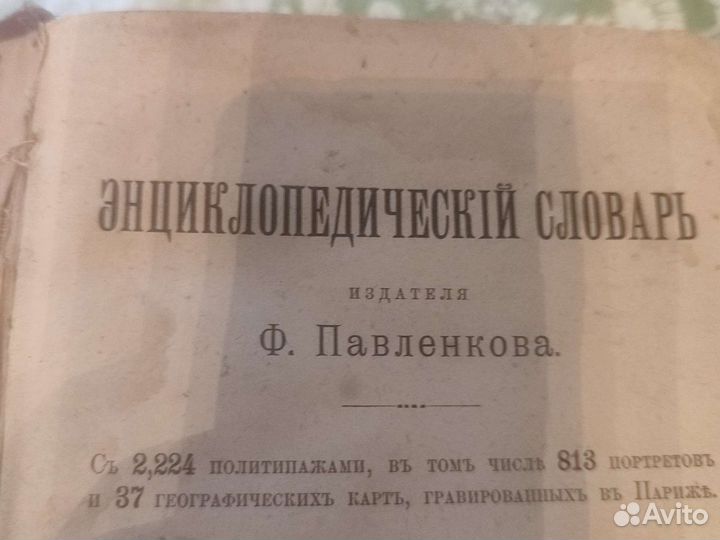 ЭНЦИКЛОПЕДИЧЕСКІЙ СЛОВАРЬ
ИЗДАТЕЛЯ
Ф. Павленкова.
Съ 2,224 политипажами, въ томъ числѣ 813 портретовъ
и 37 географическихъ картъ, гравированныхъ въ Парижѣ.
Avito